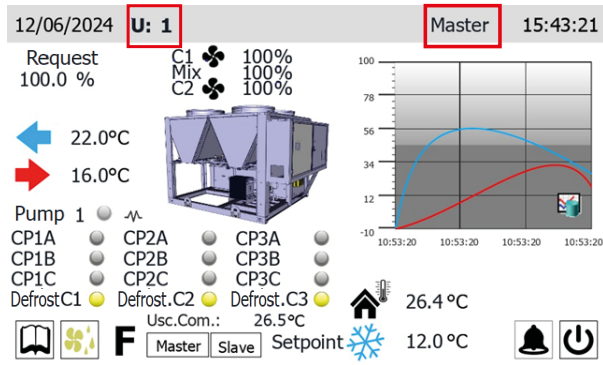 12/06/2024 U: 1 Master 15:43:21
Request
100.0 %
C1 100%
Mix 100%
C2 100%
22.0°C
16.0°C
Pump 1
CP1A CP2A CP3A
CP1B CP2B CP3B
CP1C CP2C CP3C
DefrostC1 Defrost.C2 Defrost.C3
100
78
56
34
12
-10
10:53:20 10:53:20 10:53:20 10:53:20
26.4 °C
F
Usc.Com.: 26.5°C
Master Slave
Setpoint 12.0 °C